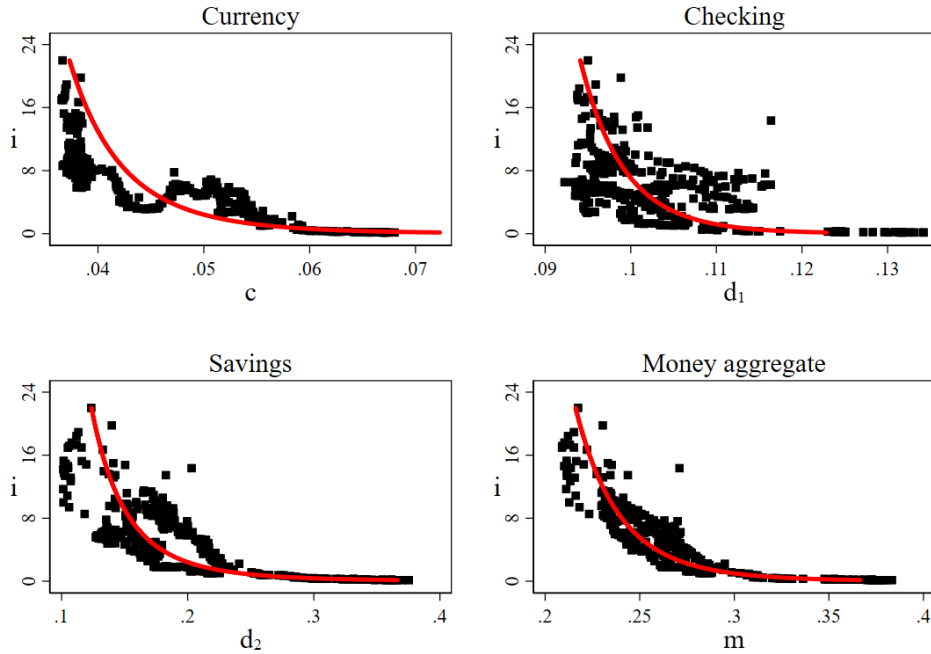 Currency
24
16
8
0
i
.04 .05 .06 .07
c
Checking
24
16
8
0
i
.09 .1 .11 .12 .13
d₁
Savings
24
16
8
0
i
.1 .2 .3 .4
d₂
Money aggregate
24
16
8
0
i
.2 .25 .3 .35 .4
m